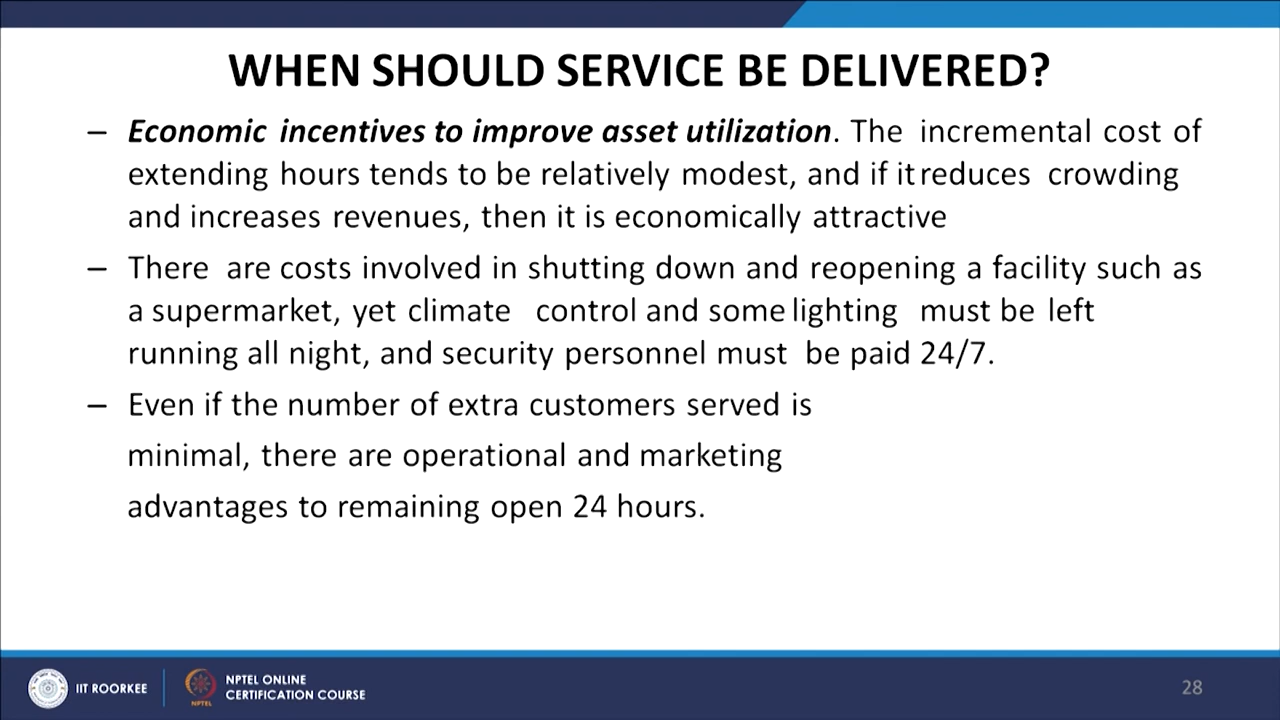 WHEN SHOULD SERVICE BE DELIVERED?
– Economic incentives to improve asset utilization. The incremental cost of
extending hours tends to be relatively modest, and if it reduces crowding
and increases revenues, then it is economically attractive
– There are costs involved in shutting down and reopening a facility such as
a supermarket, yet climate control and some lighting must be left
running all night, and security personnel must be paid 24/7.
– Even if the number of extra customers served is
minimal, there are operational and marketing
advantages to remaining open 24 hours.
IIT ROORKEE
NPTEL
NPTEL ONLINE
CERTIFICATION COURSE
28